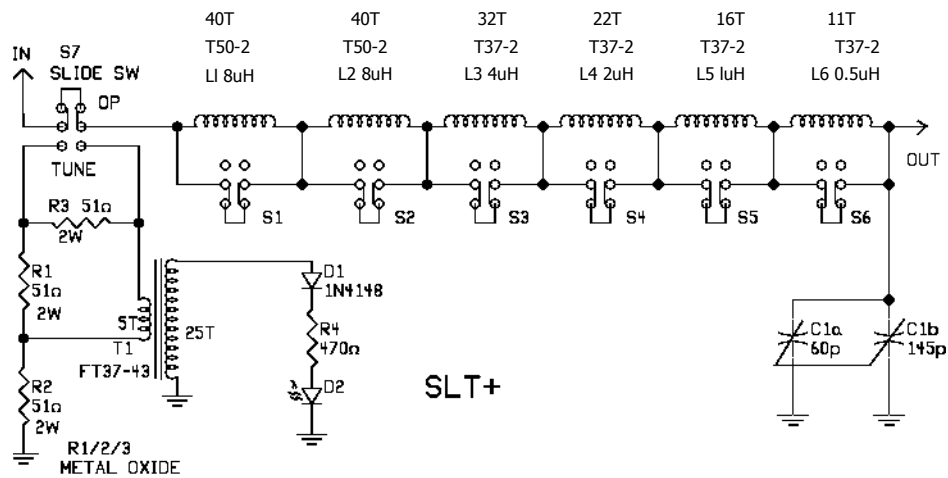 40T 40T 32T 22T 16T 11T
T50-2 T50-2 T37-2 T37-2 T37-2 T37-2
Ll 8uH L2 8uH L3 4uH L4 2uH L5 luH L6 0.5uH
IN S7
SLIDE SW
OP
OUT
TUNE
S1 S2 S3 S4 S5 S6
R3 51Ω
2W
R1
51Ω
2W
5T
T1
25T
FT37-43
D1
1N4148
R4
470Ω
D2
C1a
60p
C1b
145p
SLT+
R2
51Ω
2W
R1/2/3
METAL OXIDE